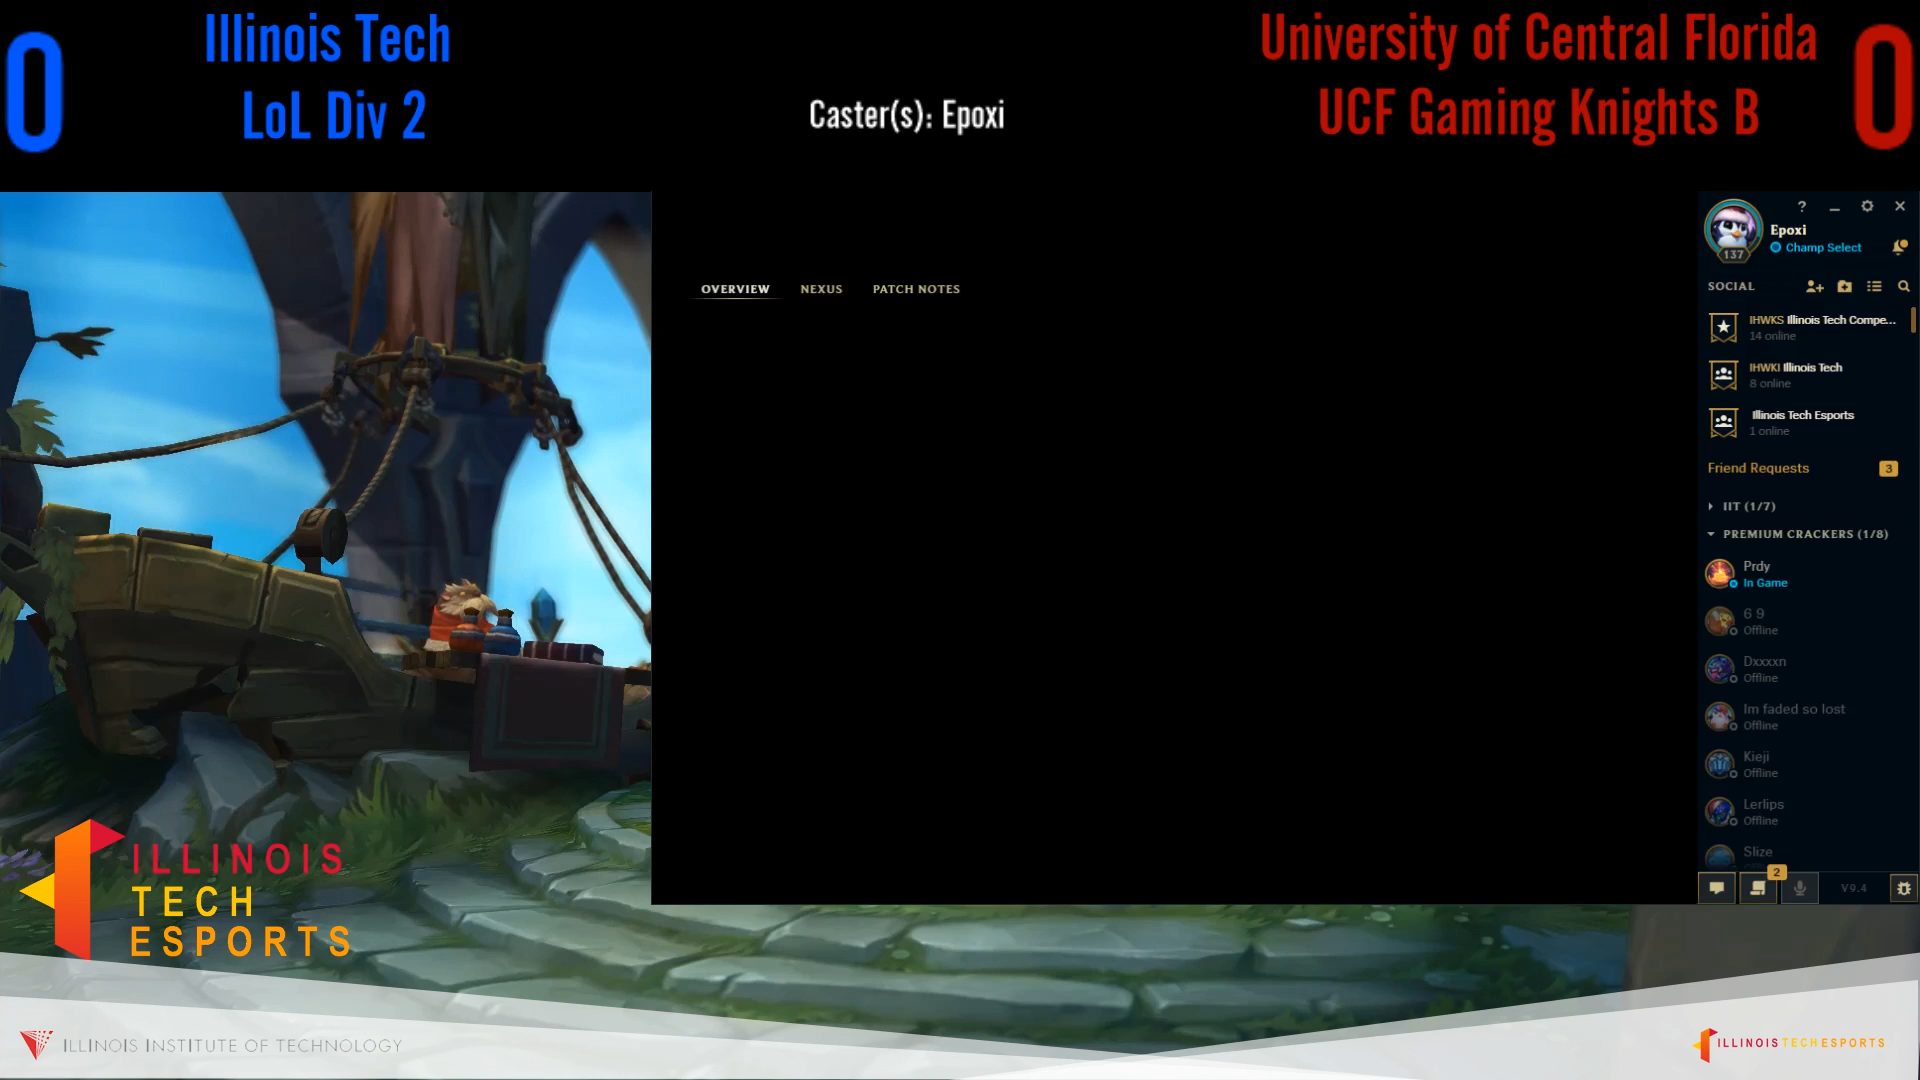 0
Illinois Tech
LoL Div 2
Caster(s): Epoxi
University of Central Florida
UCF Gaming Knights B
0
OVERVIEW NEXUS PATCH NOTES
?
137
Epoxi
Champ Select
SOCIAL
IHWKS Illinois Tech Compe...
14 online
IHWKI Illinois Tech
8 online
Illinois Tech Esports
1 online
Friend Requests 3
IIT (1/7)
PREMIUM CRACKERS (1/8)
Prdy
In Game
6 9
Offline
Dxxxxn
Offline
Im faded so lost
Offline
Kieji
Offline
Lerlips
Offline
Slize
2
V9.4
ILLINOIS
TECH
ESPORTS
ILLINOIS INSTITUTE OF TECHNOLOGY
ILLINOISTECHESPORTS